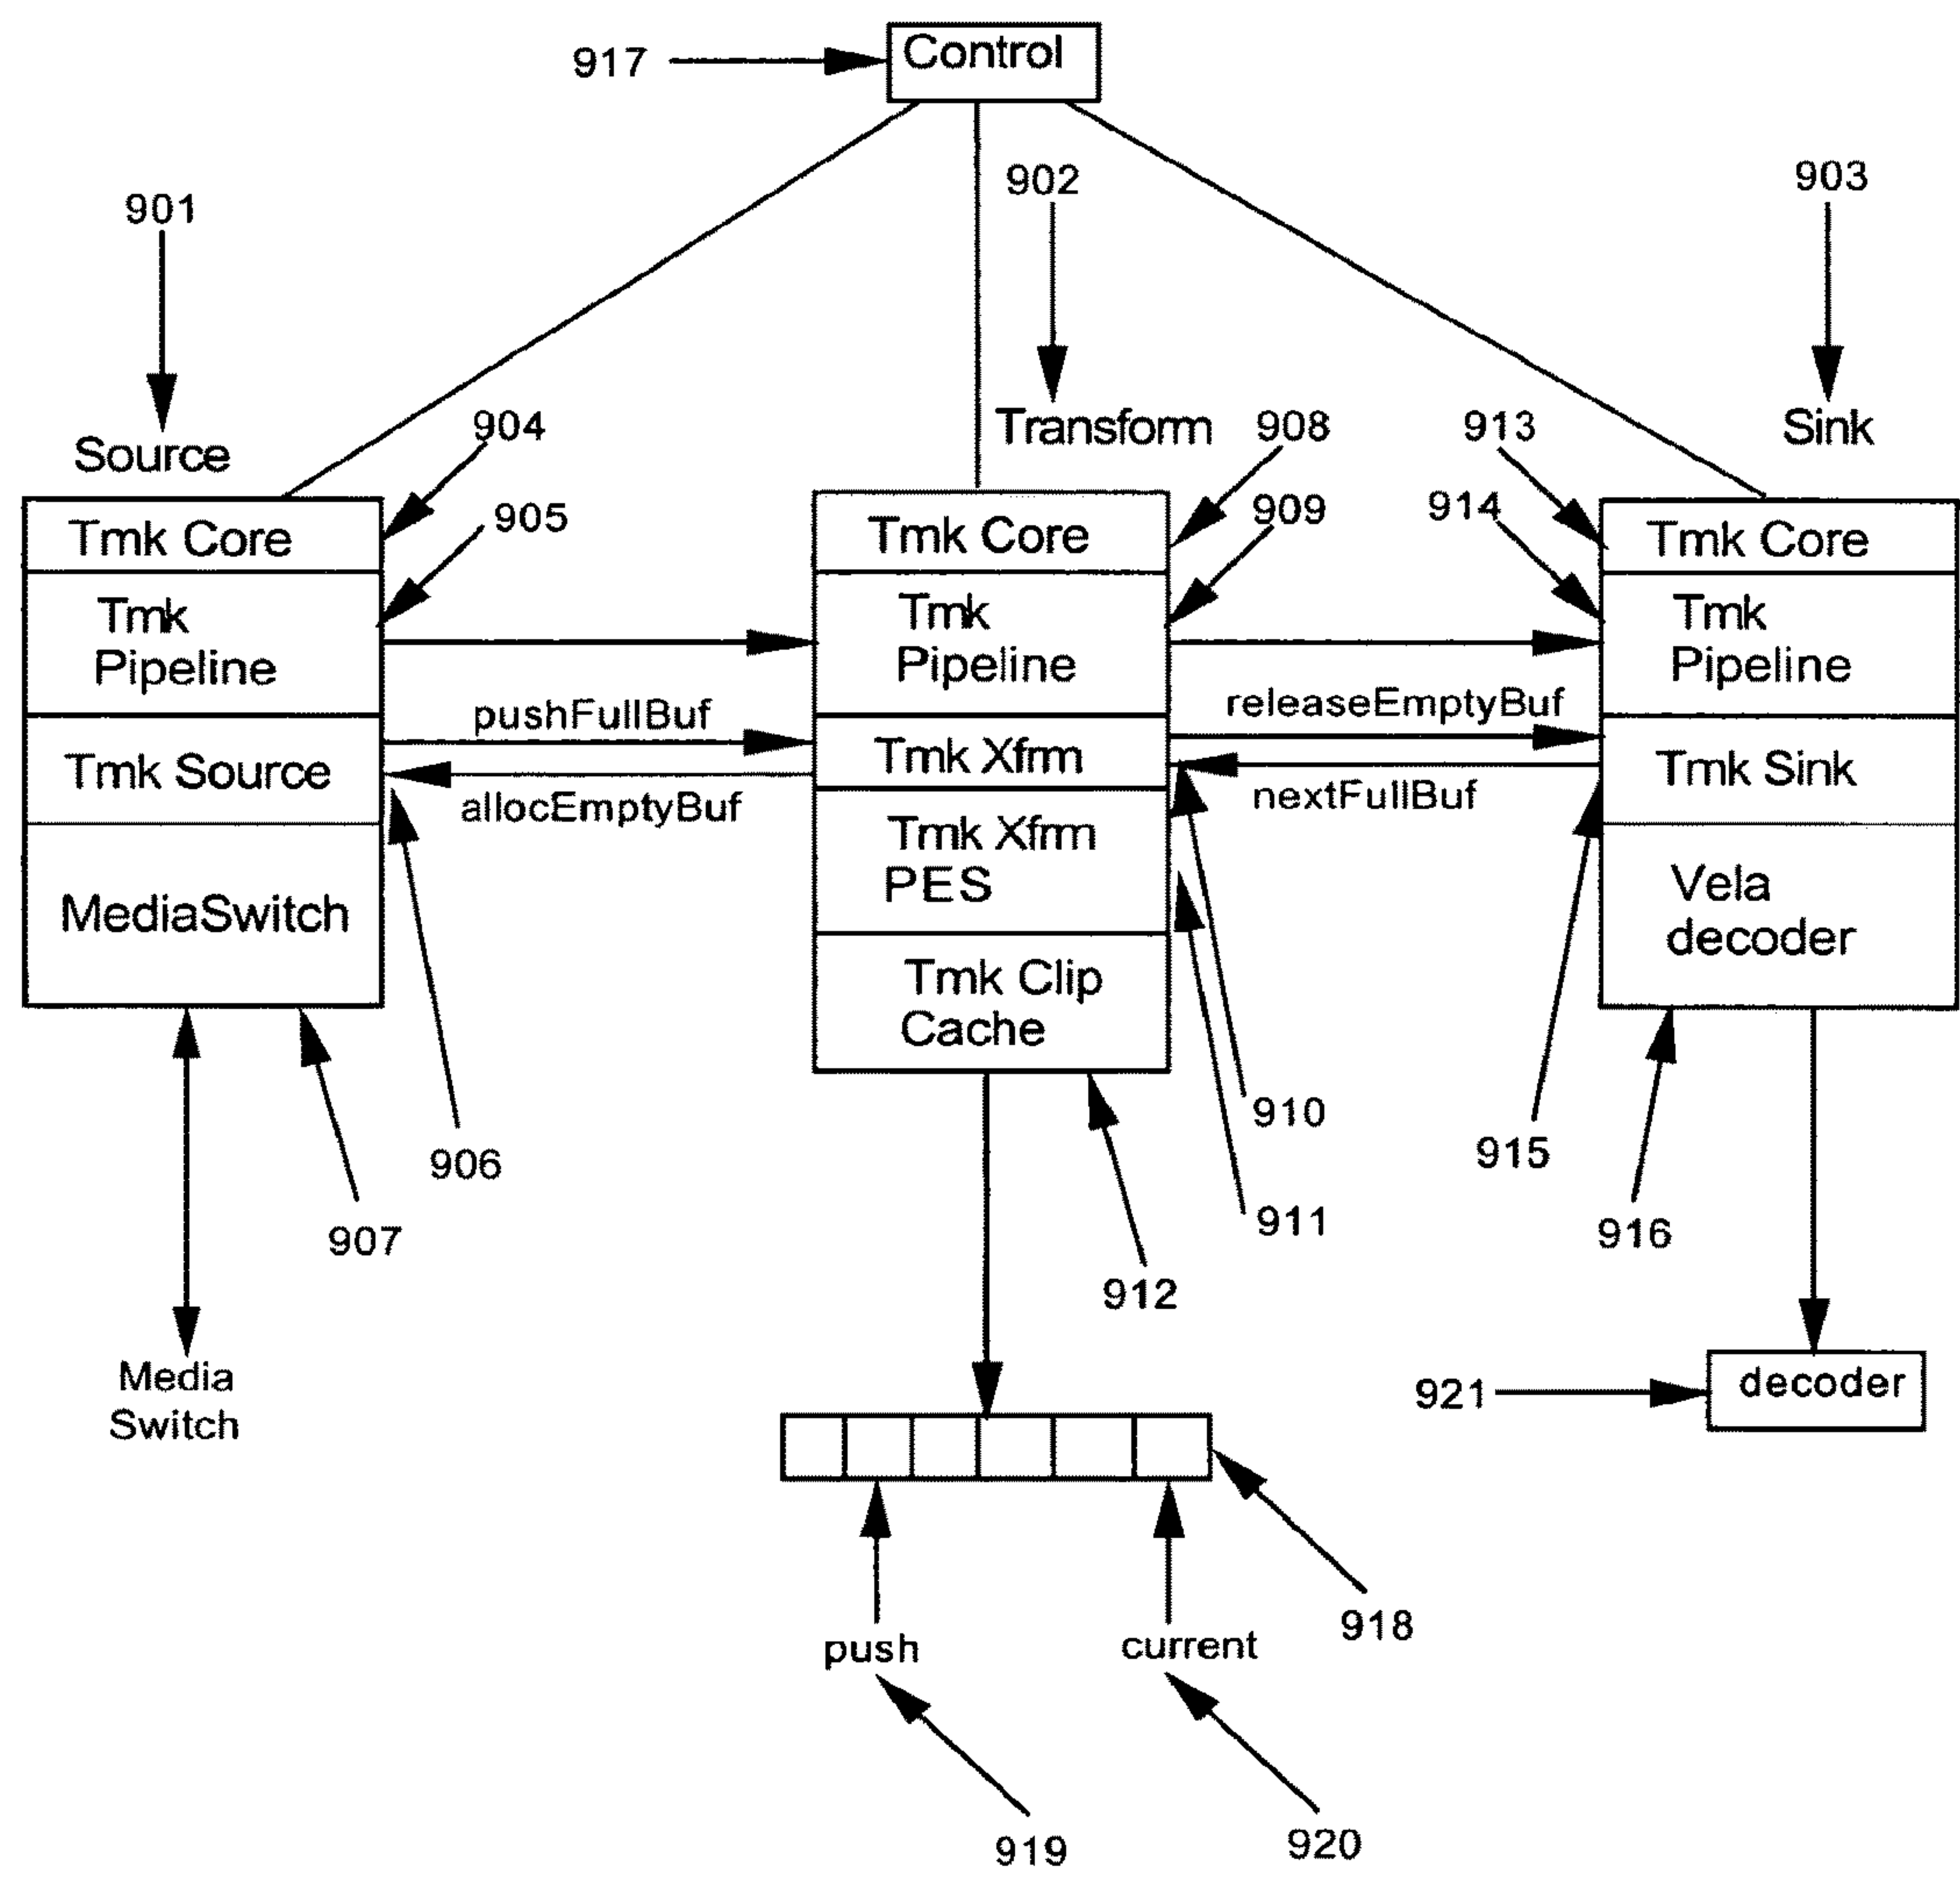 917
Control
902
903
901
904
Transform
908
913
Sink
Source
905
909
914
Tmk Core
Tmk
Pipeline
Tmk Source
MediaSwitch
pushFullBuf
allocEmptyBuf
Tmk Core
Tmk
Pipeline
Tmk Xfrm
Tmk Xfrm
PES
Tmk Clip
Cache
releaseEmptyBuf
nextFullBuf
Tmk Core
Tmk
Pipeline
Tmk Sink
Vela
decoder
906
907
910
911
912
915
916
Media
Switch
921
decoder
push
current
918
919
920